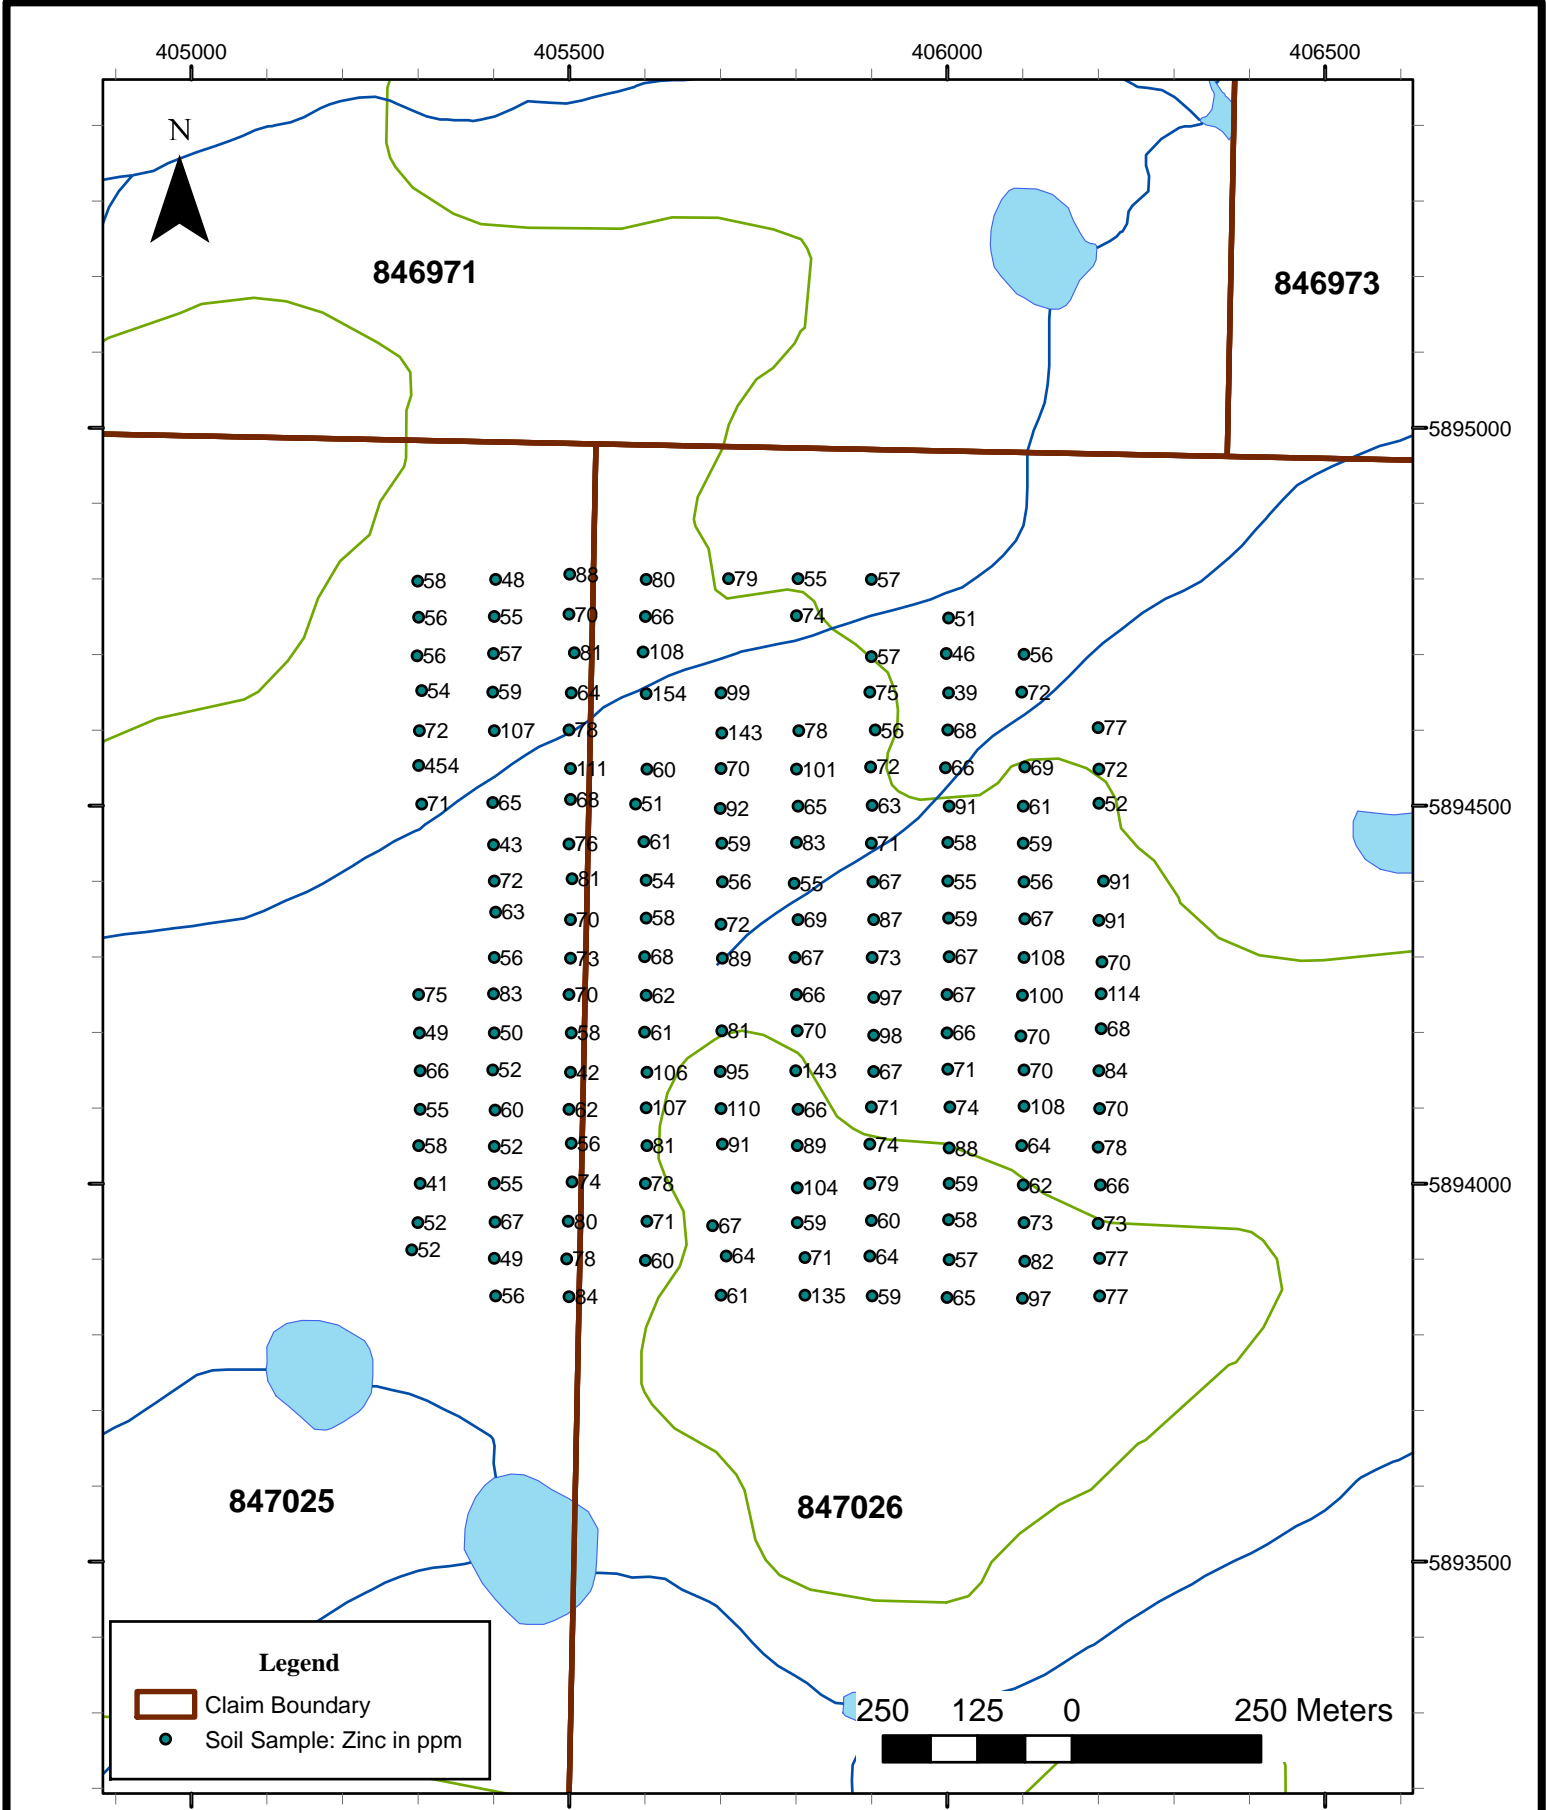 405000 405500 406000 406500
N
846971 846973
5895000
58 48 88 80 79 55 57
56 55 70 66 74 51
56 57 81 108 57 46 56
54 59 64 154 99 75 39 72
72 107 78 143 78 56 68 77
454 111 60 70 101 72 66 69 72
71 65 68 51 92 65 63 91 61 52 5894500
43 76 61 59 83 71 58 59
72 81 54 56 55 67 55 56 91
63 70 58 72 69 87 59 67 91
56 73 68 89 67 73 67 108 70
75 83 70 62 66 97 67 100 114
49 50 58 61 81 70 98 66 70 68
66 52 42 106 95 143 67 71 70 84
55 60 62 107 110 66 71 74 108 70
58 52 56 81 91 89 74 88 64 78
41 55 74 78 104 79 59 62 66 5894000
52 67 80 71 67 59 60 58 73 73
52 49 78 60 64 71 64 57 82 77
56 84 61 135 59 65 97 77
847025 847026
5893500
Legend
Claim Boundary
Soil Sample: Zinc in ppm
250 125 0 250 Meters